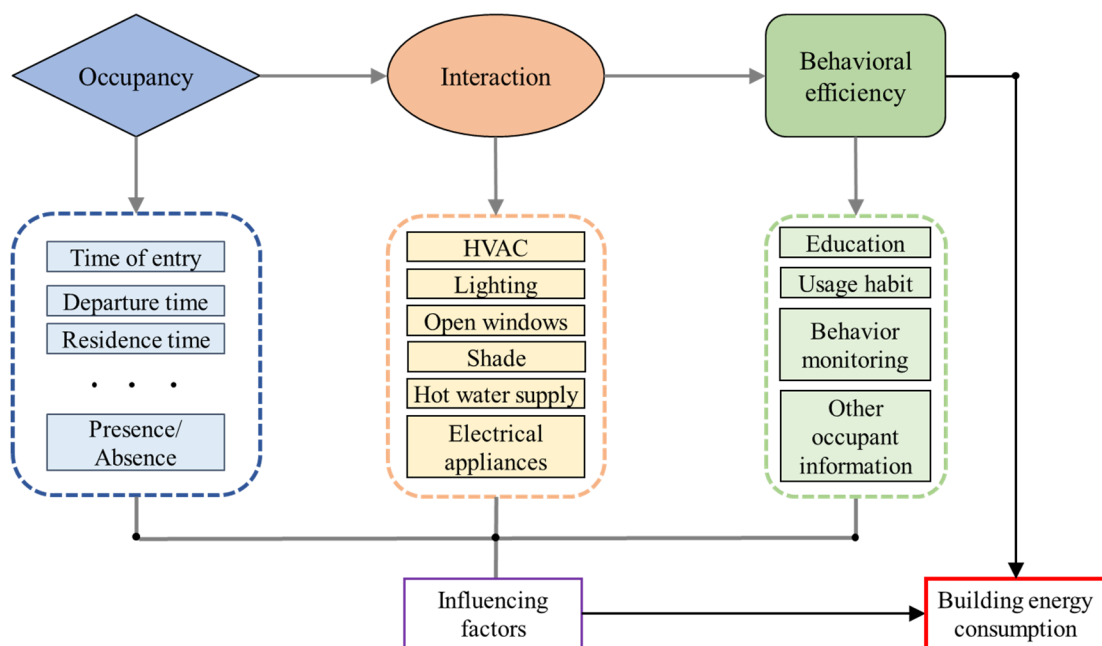 Occupancy
Interaction
Behavioral
efficiency
Time of entry
Departure time
Residence time
. . .
Presence/
Absence
HVAC
Lighting
Open windows
Shade
Hot water supply
Electrical
appliances
Education
Usage habit
Behavior
monitoring
Other
occupant
information
Influencing
factors
Building energy
consumption